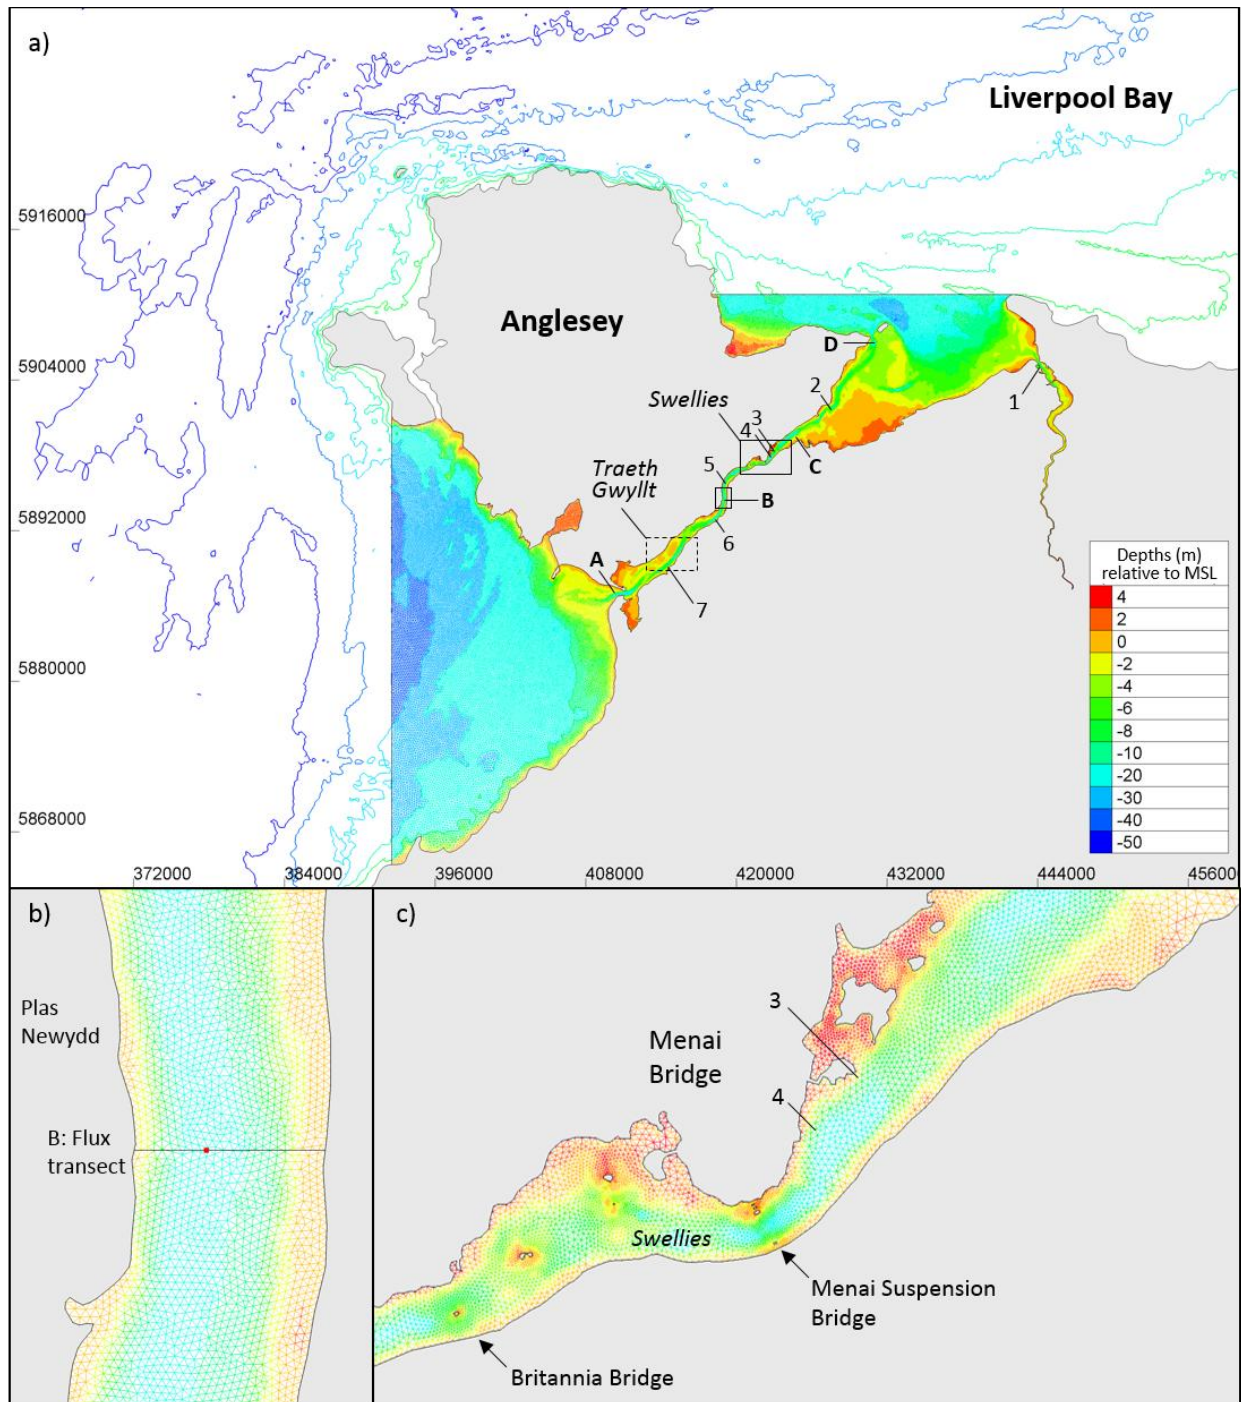 a)
Liverpool Bay
5916000
Anglesey
D
5904000
2
1
Swellies
3
4
C
5
Traeth
Gwyllt
B
5892000
6
A
7
Depths (m)
relative to MSL
4
2
0
-2
-4
-6
-8
-10
-20
-30
-40
-50
5880000
5868000
372000 384000 396000 408000 420000 432000 444000 456000
b)
Plas
Newydd
B: Flux
transect
c)
3
Menai
Bridge
4
Swellies
Menai Suspension
Bridge
Britannia Bridge